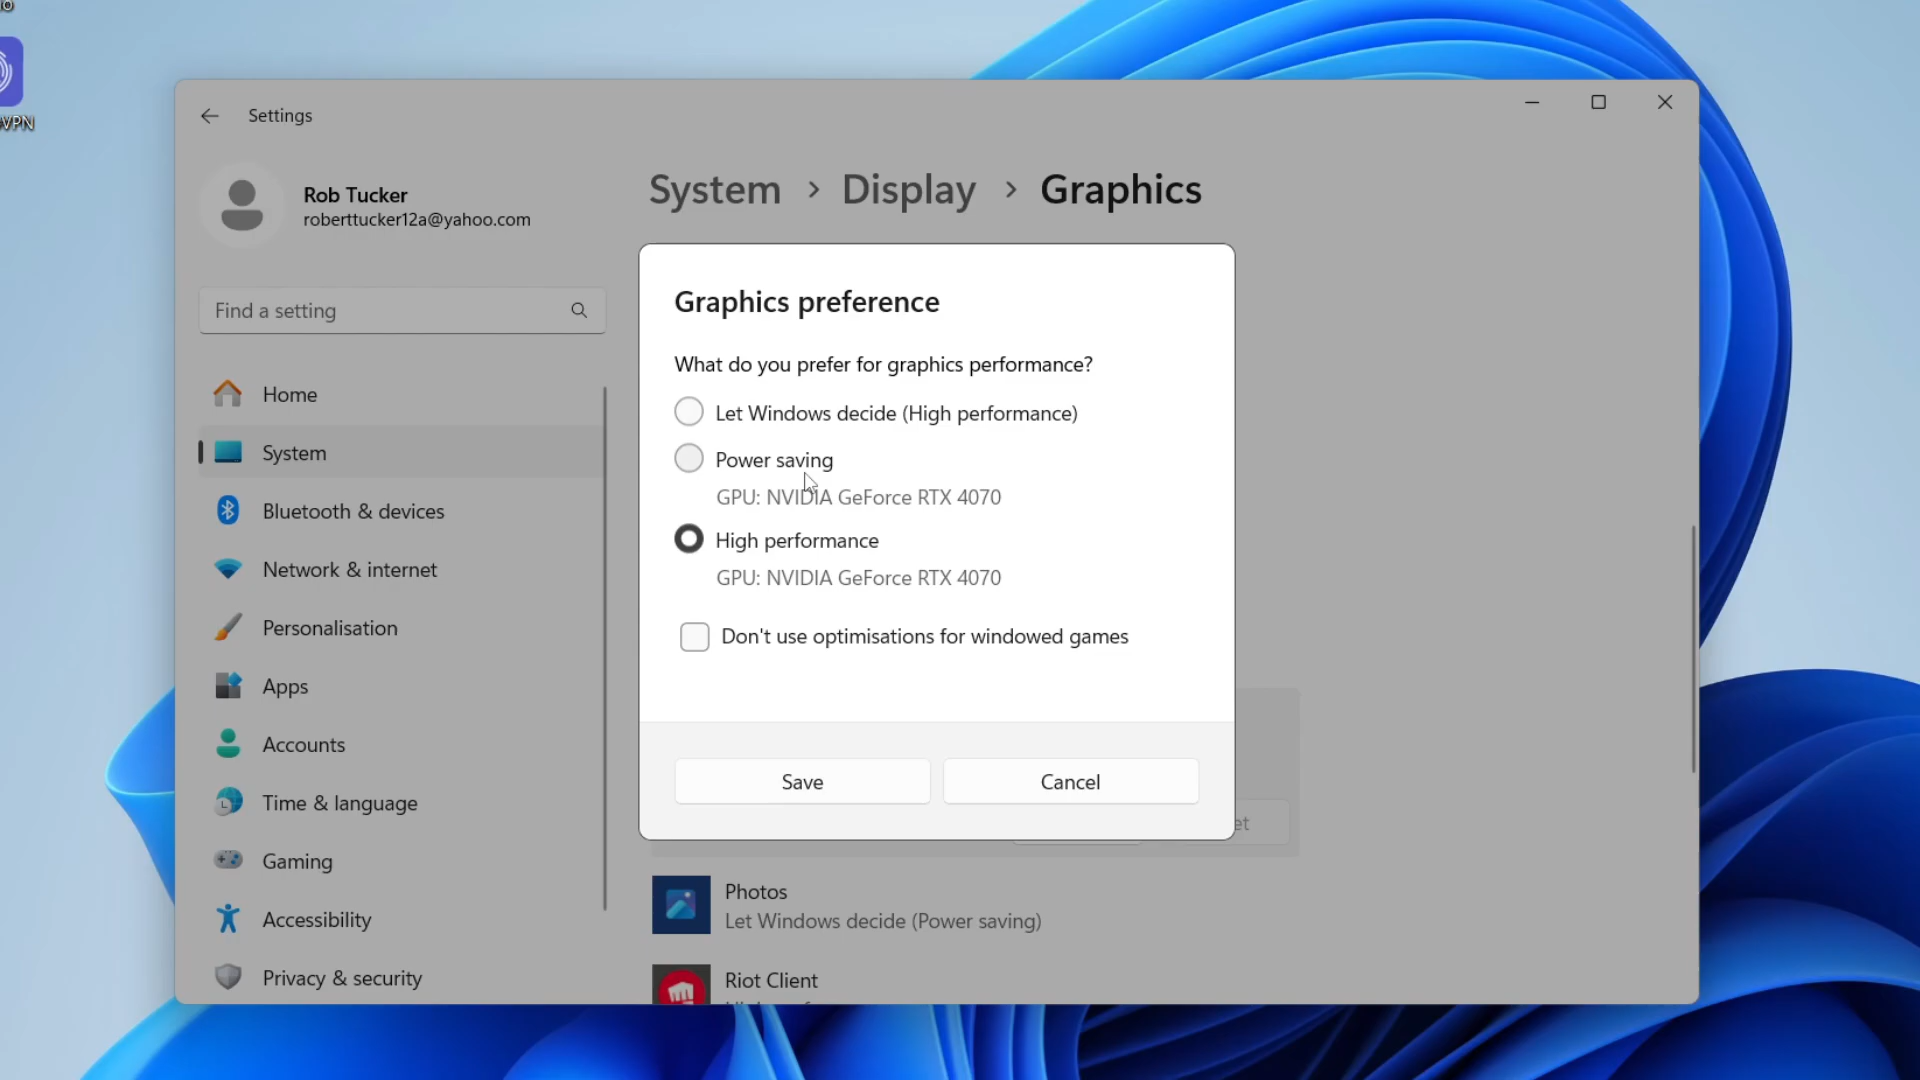 VPN
Settings
Rob Tucker
roberttucker12a@yahoo.com
Find a setting
Home
System
Bluetooth & devices
Network & internet
Personalisation
Apps
Accounts
Time & language
Gaming
Accessibility
Privacy & security
System > Display > Graphics
Graphics preference
What do you prefer for graphics performance?
Let Windows decide (High performance)
Power saving
GPU: NVIDIA GeForce RTX 4070
High performance
GPU: NVIDIA GeForce RTX 4070
Don't use optimisations for windowed games
Save
Cancel
et
Photos
Let Windows decide (Power saving)
Riot Client